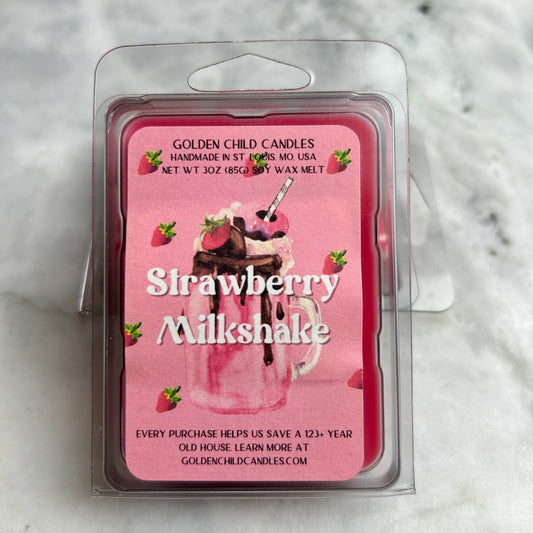 GOLDEN CHILD CANDLES
HANDMADE IN ST. LOUIS, MO, USA
NET WT 3OZ (85G) SOY WAX MELT
Strawberry
Milkshake
EVERY PURCHASE HELPS US SAVE A 123+ YEAR
OLD HOUSE. LEARN MORE AT
GOLDENCHILDCANDLES.COM